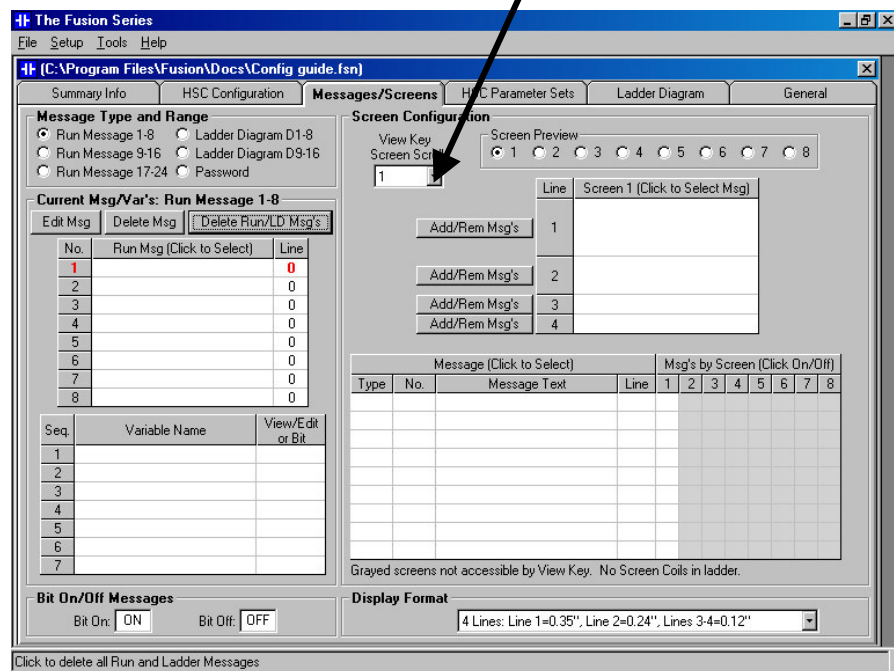 The Fusion Series
File Setup Tools Help
(C:\Program Files\Fusion\Docs\Config guide.fsn)
Summary Info HSC Configuration Messages/Screens HSC Parameter Sets Ladder Diagram General
Message Type and Range
Run Message 1-8 Ladder Diagram D1-8
Run Message 9-16 Ladder Diagram D9-16
Run Message 17-24 Password
Current Msg/Var's: Run Message 1-8
Edit Msg Delete Msg Delete Run/LD Msg's
No. Run Msg (Click to Select) Line
1 0
2 0
3 0
4 0
5 0
6 0
7 0
8 0
Seq. Variable Name View/Edit or Bit
1
2
3
4
5
6
7
Bit On/Off Messages
Bit On: ON Bit Off: OFF
Screen Configuration
View Key
Screen Scroll
1
Screen Preview
1 2 3 4 5 6 7 8
Line Screen 1 (Click to Select Msg)
Add/Rem Msg's 1
Add/Rem Msg's 2
Add/Rem Msg's 3
Add/Rem Msg's 4
Message (Click to Select) Msg's by Screen (Click On/Off)
Type No. Message Text Line 1 2 3 4 5 6 7 8
Grayed screens not accessible by View Key. No Screen Coils in ladder.
Display Format
4 Lines: Line 1=0.35", Line 2=0.24", Lines 3-4=0.12"
Click to delete all Run and Ladder Messages